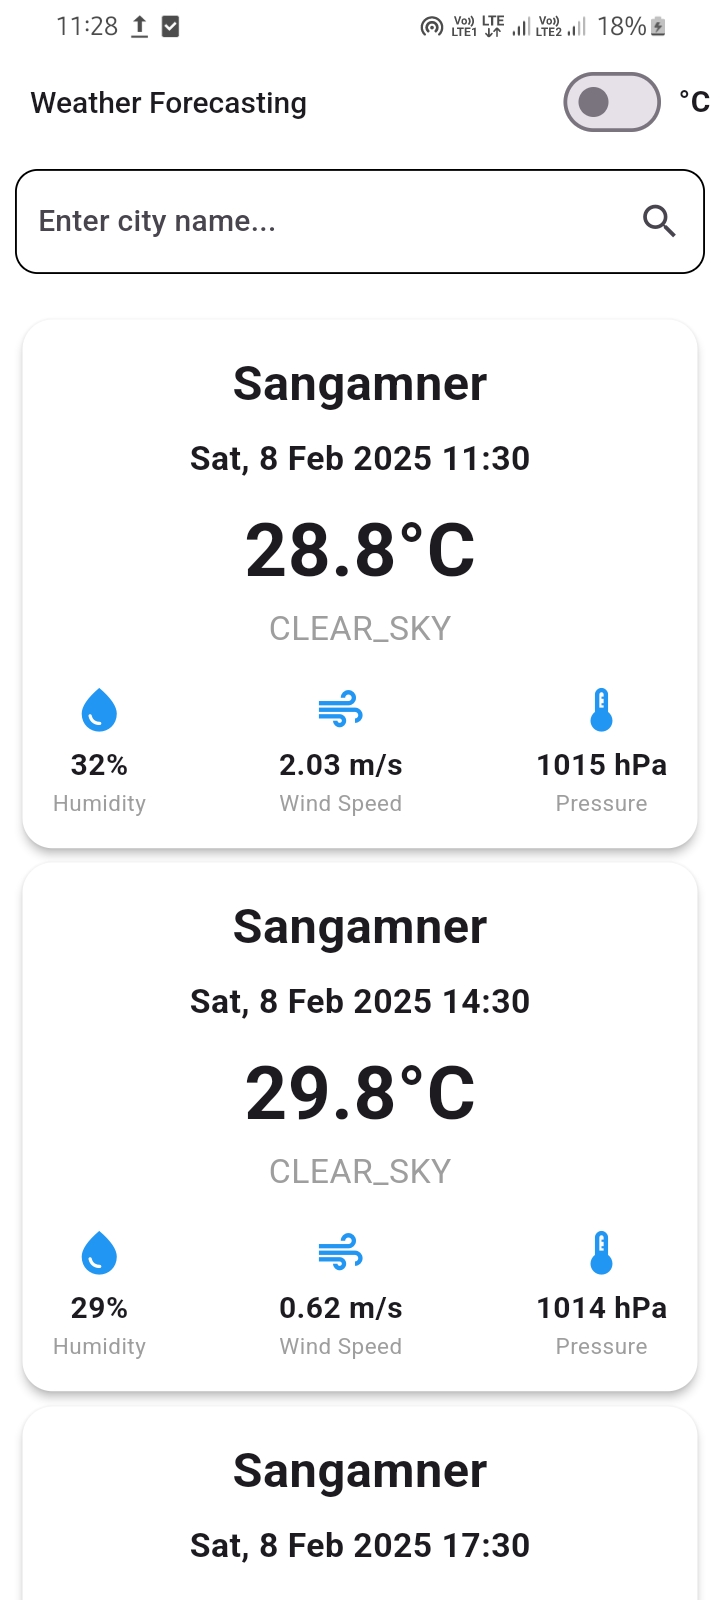 11:28 Vo)) LTE1 LTE Vo)) LTE2 18%
Weather Forecasting °C
Enter city name...
Sangamner
Sat, 8 Feb 2025 11:30
28.8°C
CLEAR_SKY
32% 2.03 m/s 1015 hPa
Humidity Wind Speed Pressure
Sangamner
Sat, 8 Feb 2025 14:30
29.8°C
CLEAR_SKY
29% 0.62 m/s 1014 hPa
Humidity Wind Speed Pressure
Sangamner
Sat, 8 Feb 2025 17:30